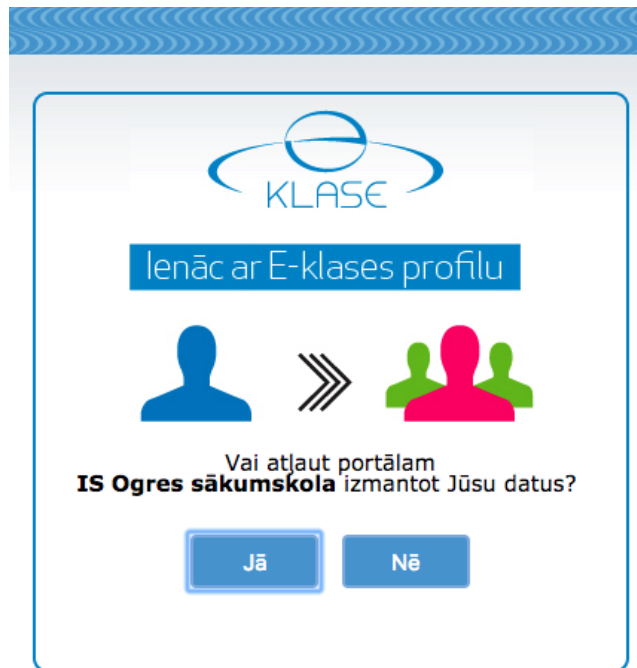 e
KLASE
Ienāc ar E-klases profilu
Vai atļaut portālam
IS Ogres sākumskola izmantot Jūsu datus?
Jā
Nē